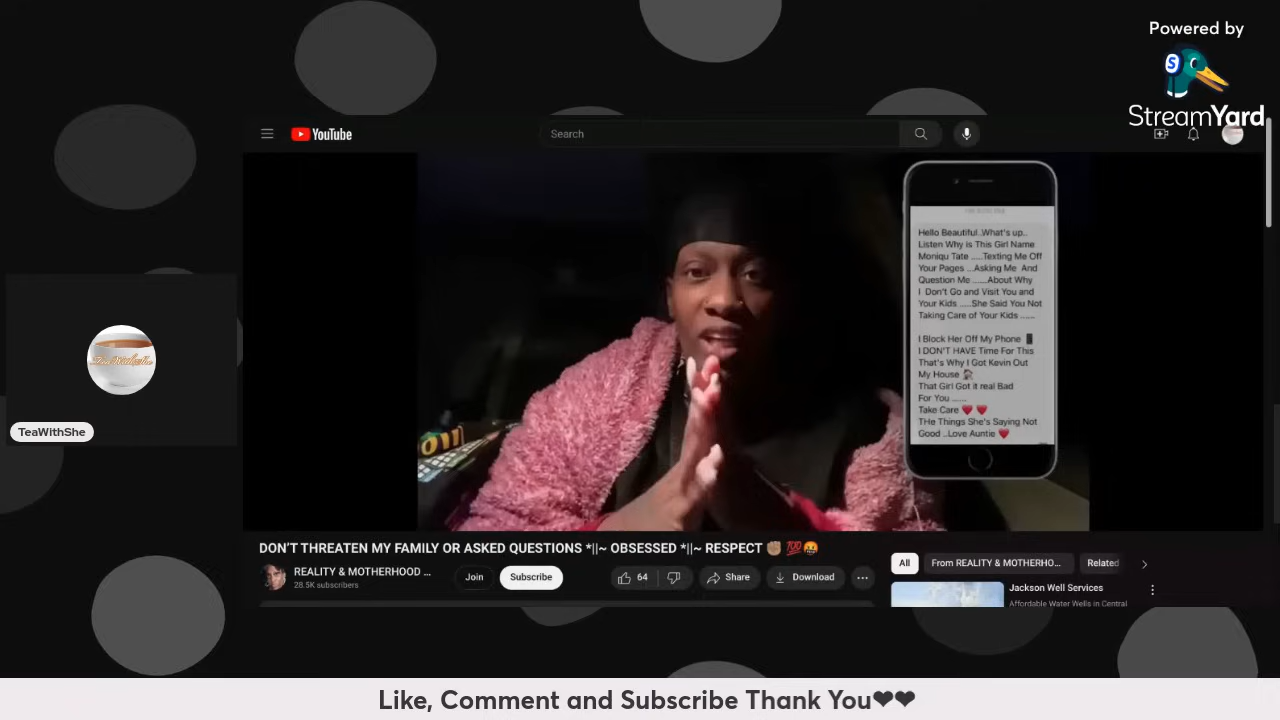 Powered by
StreamYard
YouTube
Search
Hello Beautiful..What's up..
Listen Why is This Girl Name
Moniqu Tate .....Texting Me Off
Your Pages ...Asking Me And
Question Me ......About Why
I Don't Go and Visit You and
Your Kids .....She Said You Not
Taking Care of Your Kids ......
I Block Her Off My Phone 📱
I DON'T HAVE Time For This
That's Why I Got Kevin Out
My House
That Girl Got it real Bad
For You ......
Take Care ❤️ ❤️
THe Things She's Saying Not
Good ..Love Auntie ❤️
TeaWithShe
TeaWithShe
DON'T THREATEN MY FAMILY OR ASKED QUESTIONS *||~ OBSESSED *||~ RESPECT ✊🏽 💯🤬
REALITY & MOTHERHOOD ...
28.5K subscribers
Join
Subscribe
64
Share
Download
All
From REALITY & MOTHERHO...
Related
Jackson Well Services
Affordable Water Wells in Central
Like, Comment and Subscribe Thank You❤❤